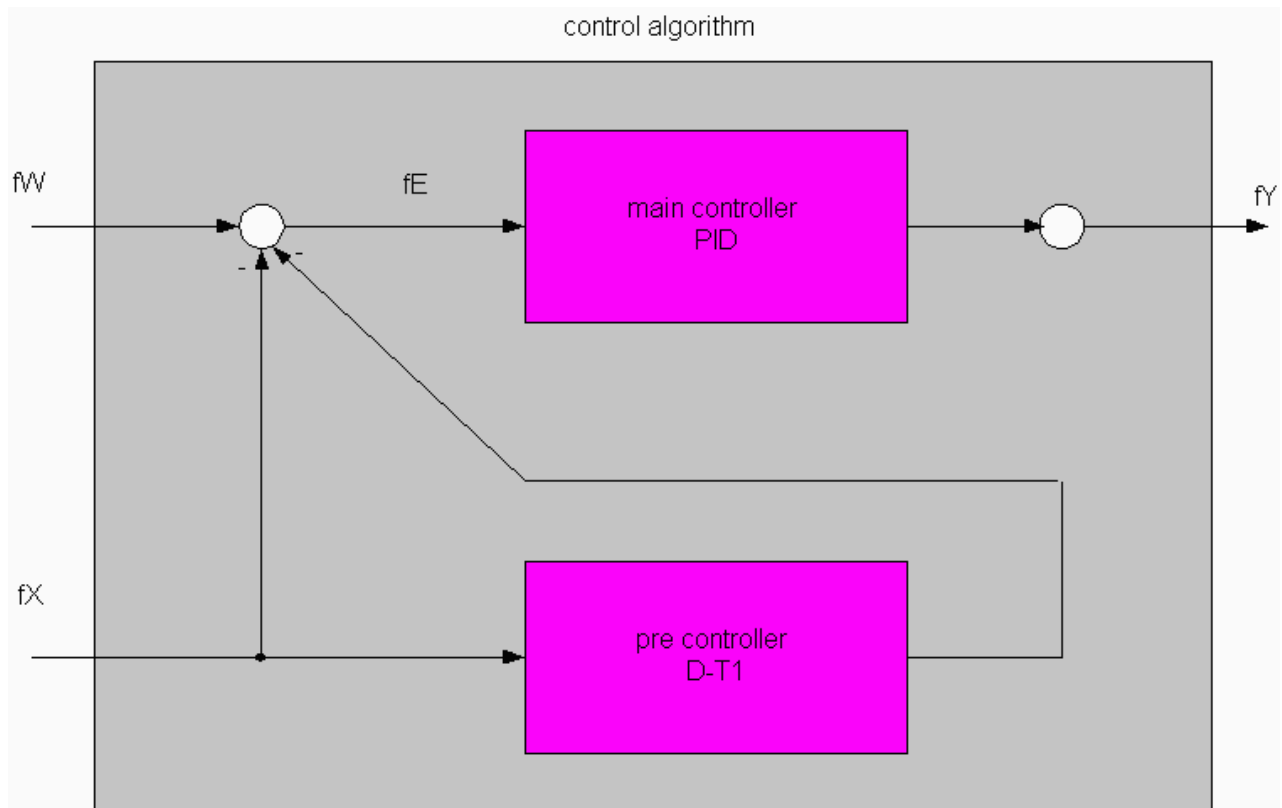 control algorithm
fW
fE
main controller
PID
fY
-
-
fX
pre controller
D-T1